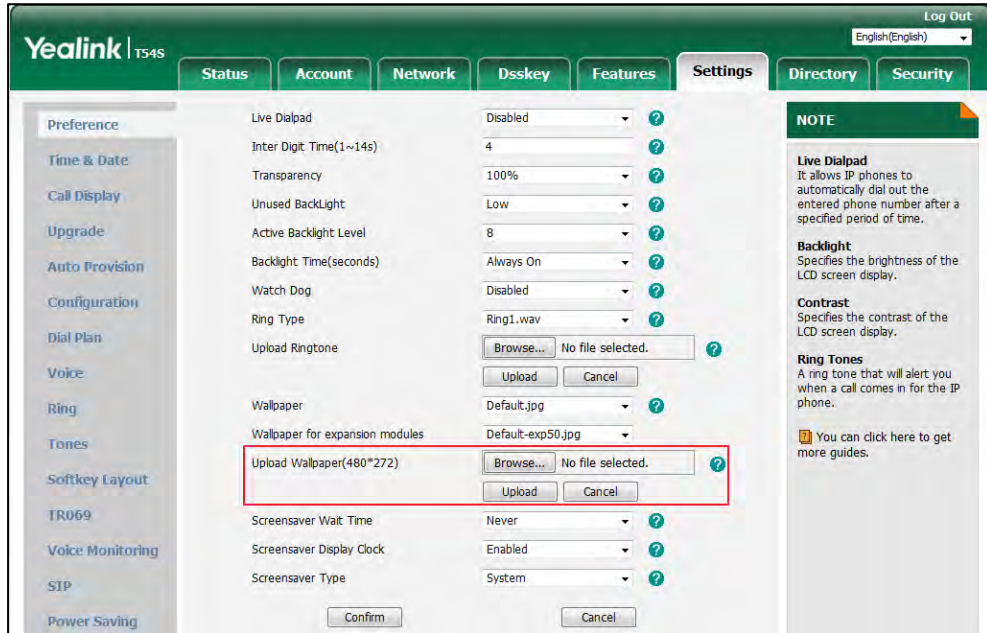 Log Out
Yealink T54S
English(English)
Status Account Network Dsskey Features Settings Directory Security
Preference
Time & Date
Call Display
Upgrade
Auto Provision
Configuration
Dial Plan
Voice
Ring
Tones
Softkey Layout
TR069
Voice Monitoring
SIP
Power Saving
Live Dialpad Disabled ?
Inter Digit Time(1~14s) 4 ?
Transparency 100% ?
Unused BackLight Low ?
Active Backlight Level 8 ?
Backlight Time(seconds) Always On ?
Watch Dog Disabled ?
Ring Type Ring1.wav ?
Upload Ringtone Browse... No file selected. ?
Upload Cancel
Wallpaper Default.jpg ?
Wallpaper for expansion modules Default-exp50.jpg
Upload Wallpaper(480*272) Browse... No file selected. ?
Upload Cancel
Screensaver Wait Time Never ?
Screensaver Display Clock Enabled ?
Screensaver Type System ?
Confirm Cancel
NOTE
Live Dialpad
It allows IP phones to
automatically dial out the
entered phone number after a
specified period of time.
Backlight
Specifies the brightness of the
LCD screen display.
Contrast
Specifies the contrast of the
LCD screen display.
Ring Tones
A ring tone that will alert you
when a call comes in for the IP
phone.
? You can click here to get
more guides.